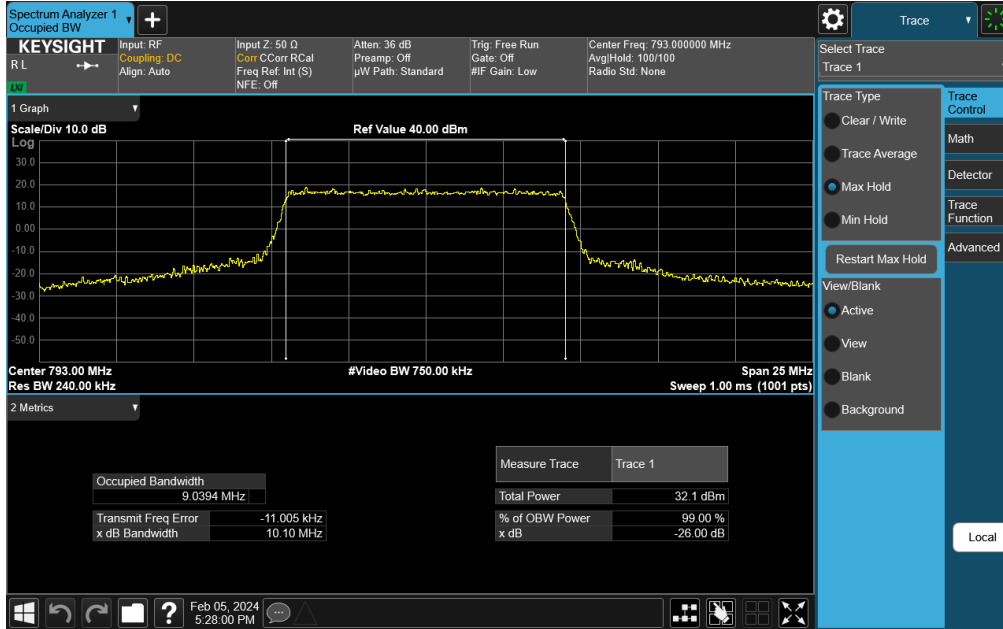 Spectrum Analyzer 1
Occupied BW
Trace
KEYSIGHT
R L
LXI
Input: RF
Coupling: DC
Align: Auto
Input Z: 50 Ω
Corr CCorr RCal
Freq Ref: Int (S)
NFE: Off
Atten: 36 dB
Preamp: Off
µW Path: Standard
Trig: Free Run
Gate: Off
#IF Gain: Low
Center Freq: 793.000000 MHz
Avg|Hold: 100/100
Radio Std: None
Select Trace
Trace 1
1 Graph
Scale/Div 10.0 dB
Ref Value 40.00 dBm
Log
30.0
20.0
10.0
0.00
-10.0
-20.0
-30.0
-40.0
-50.0
Center 793.00 MHz
#Video BW 750.00 kHz
Span 25 MHz
Res BW 240.00 kHz
Sweep 1.00 ms (1001 pts)
Trace Type
Clear / Write
Trace Average
Max Hold
Min Hold
Restart Max Hold
View/Blank
Active
View
Blank
Background
Trace
Control
Math
Detector
Trace
Function
Advanced
Local
2 Metrics
Occupied Bandwidth
9.0394 MHz
Transmit Freq Error -11.005 kHz
x dB Bandwidth 10.10 MHz
Measure Trace Trace 1
Total Power 32.1 dBm
% of OBW Power 99.00 %
x dB -26.00 dB
?
Feb 05, 2024
5:28:00 PM